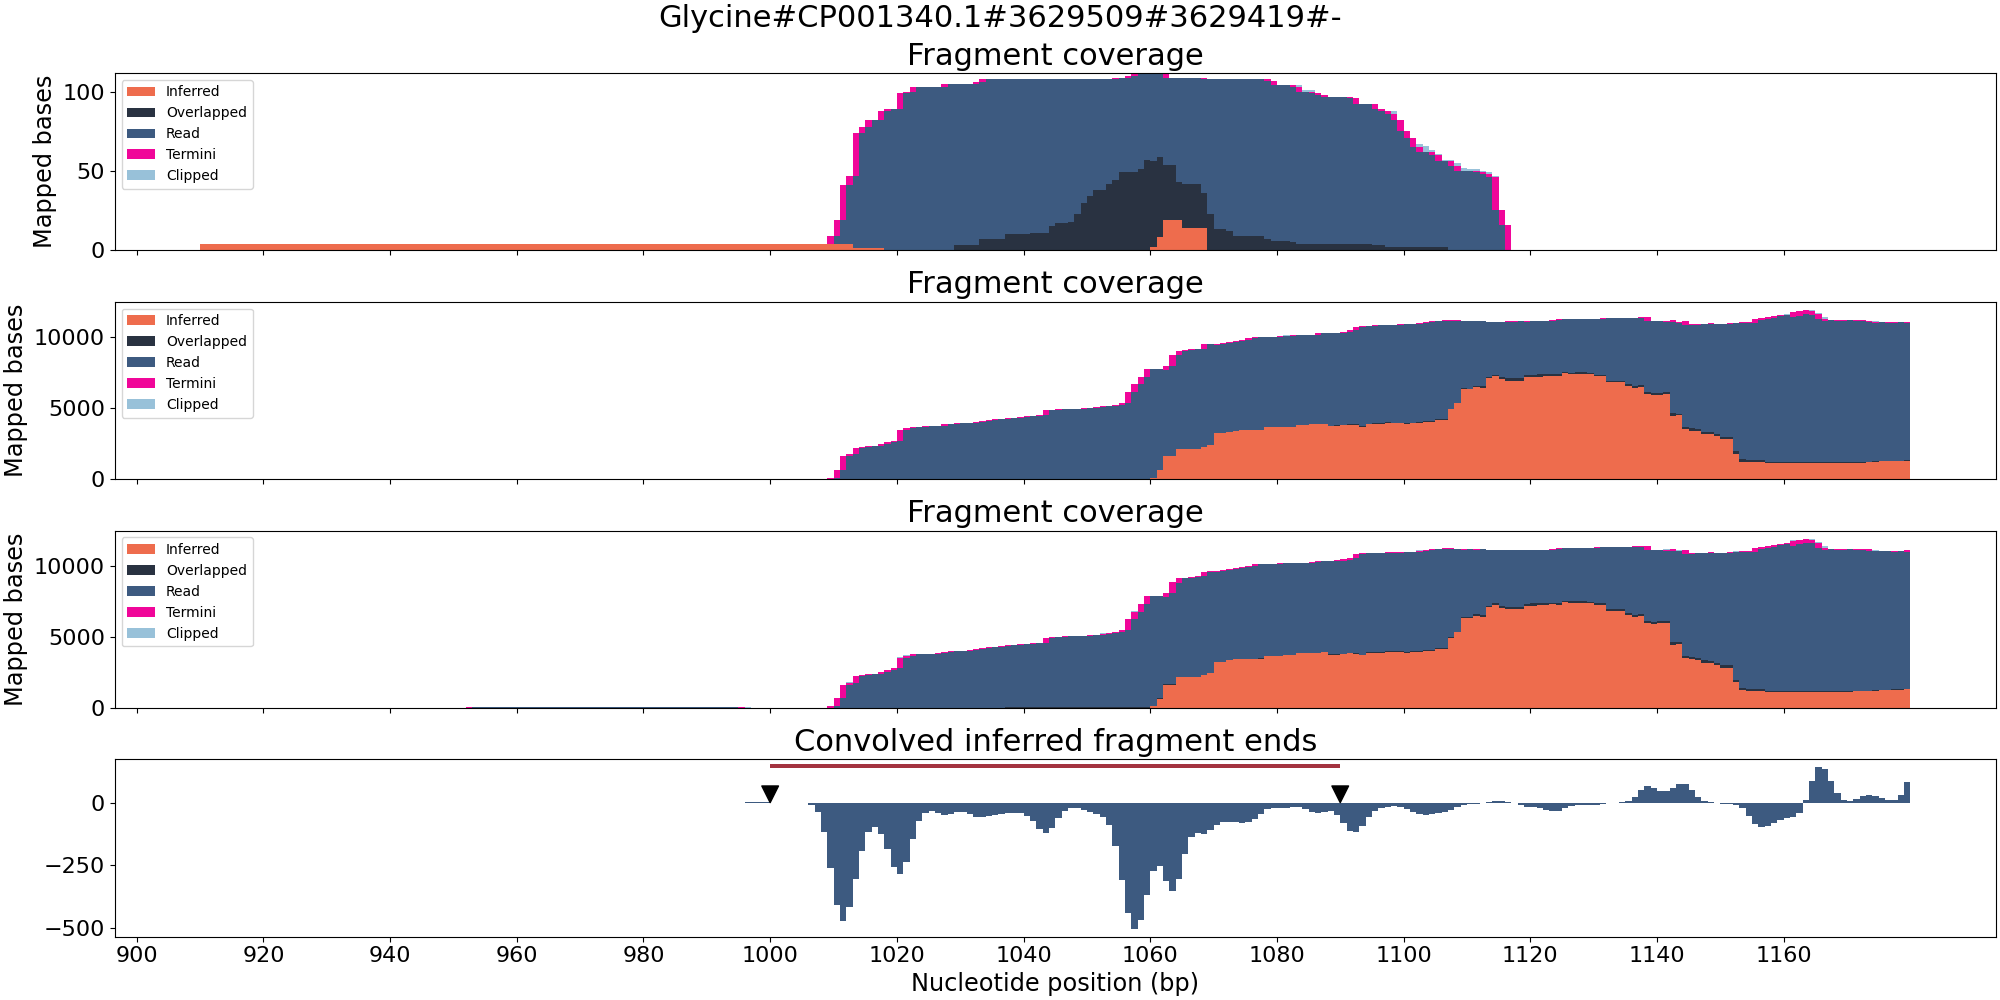 Glycine#CP001340.1#3629509#3629419#-
Fragment coverage
Mapped bases
100
50
0
Inferred
Overlapped
Read
Termini
Clipped
Fragment coverage
Mapped bases
10000
5000
0
Inferred
Overlapped
Read
Termini
Clipped
Fragment coverage
Mapped bases
10000
5000
0
Inferred
Overlapped
Read
Termini
Clipped
Convolved inferred fragment ends
0
−250
−500
900 920 940 960 980 1000 1020 1040 1060 1080 1100 1120 1140 1160
Nucleotide position (bp)